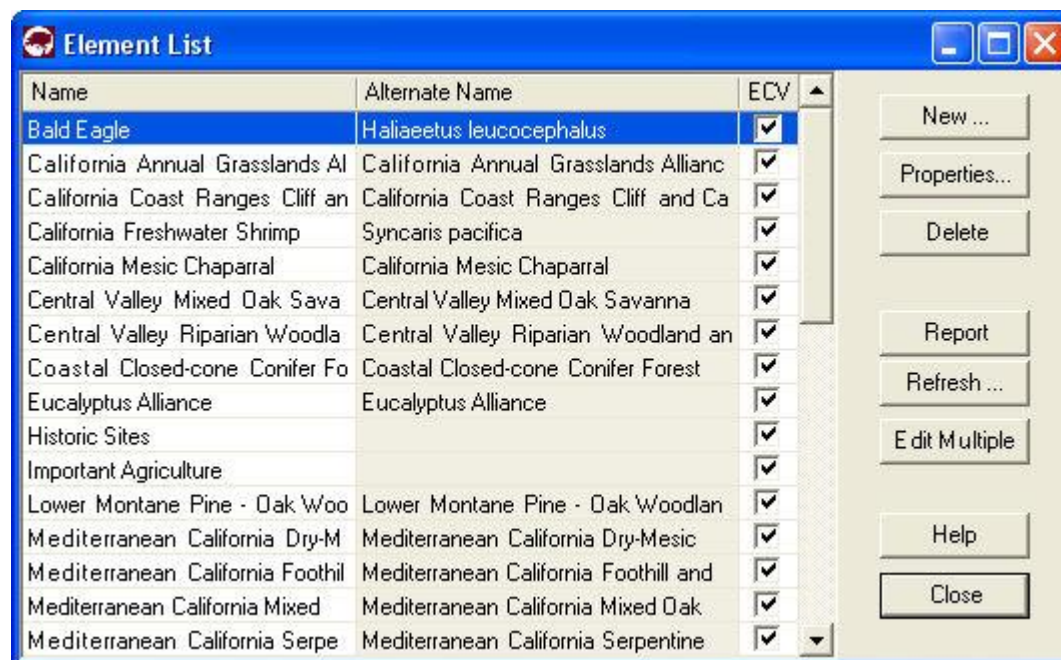 Element List
Name Alternate Name ECV
Bald Eagle Haliaeetus leucocephalus
California Annual Grasslands Al California Annual Grasslands Allianc
California Coast Ranges Cliff an California Coast Ranges Cliff and Ca
California Freshwater Shrimp Syncaris pacifica
California Mesic Chaparral California Mesic Chaparral
Central Valley Mixed Oak Sava Central Valley Mixed Oak Savanna
Central Valley Riparian Woodla Central Valley Riparian Woodland an
Coastal Closed-cone Conifer Fo Coastal Closed-cone Conifer Forest
Eucalyptus Alliance Eucalyptus Alliance
Historic Sites
Important Agriculture
Lower Montane Pine - Oak Woo Lower Montane Pine - Oak Woodlan
Mediterranean California Dry-M Mediterranean California Dry-Mesic
Mediterranean California Foothil Mediterranean California Foothill and
Mediterranean California Mixed Mediterranean California Mixed Oak
Mediterranean California Serpe Mediterranean California Serpentine
New ...
Properties...
Delete
Report
Refresh ...
Edit Multiple
Help
Close